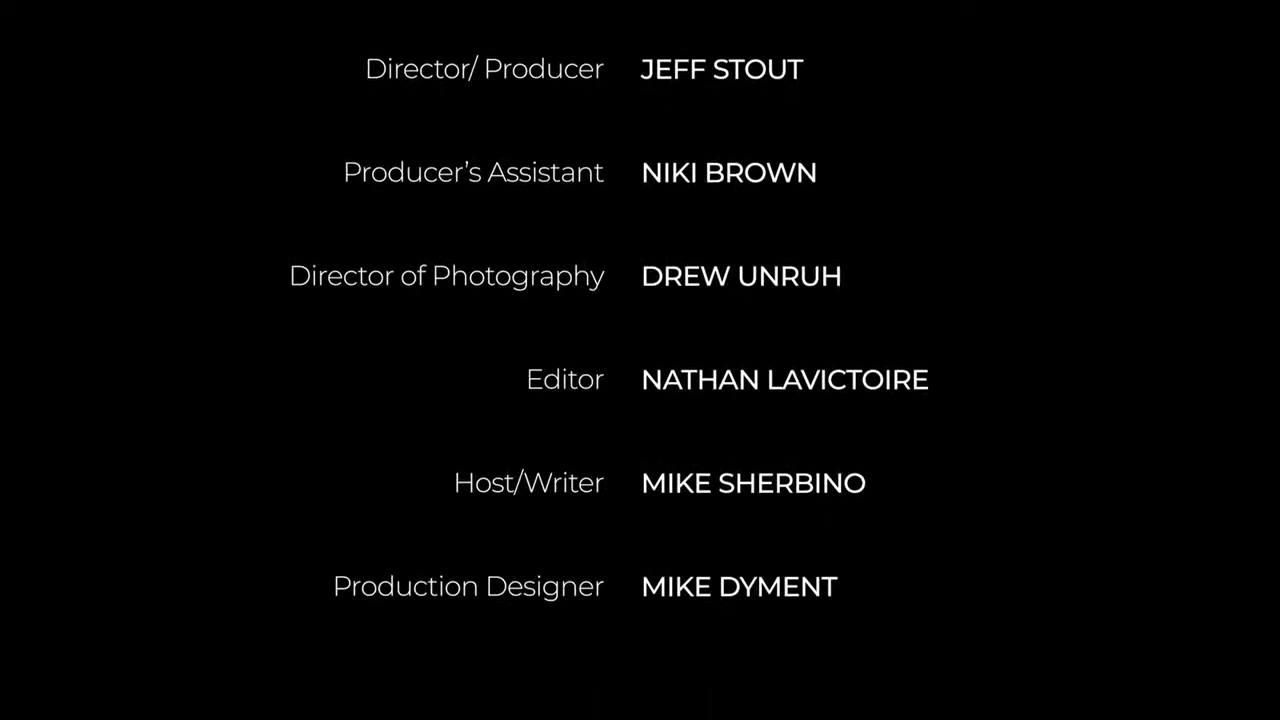 Director/ Producer JEFF STOUT
Producer’s Assistant NIKI BROWN
Director of Photography DREW UNRUH
Editor NATHAN LAVICTOIRE
Host/Writer MIKE SHERBINO
Production Designer MIKE DYMENT